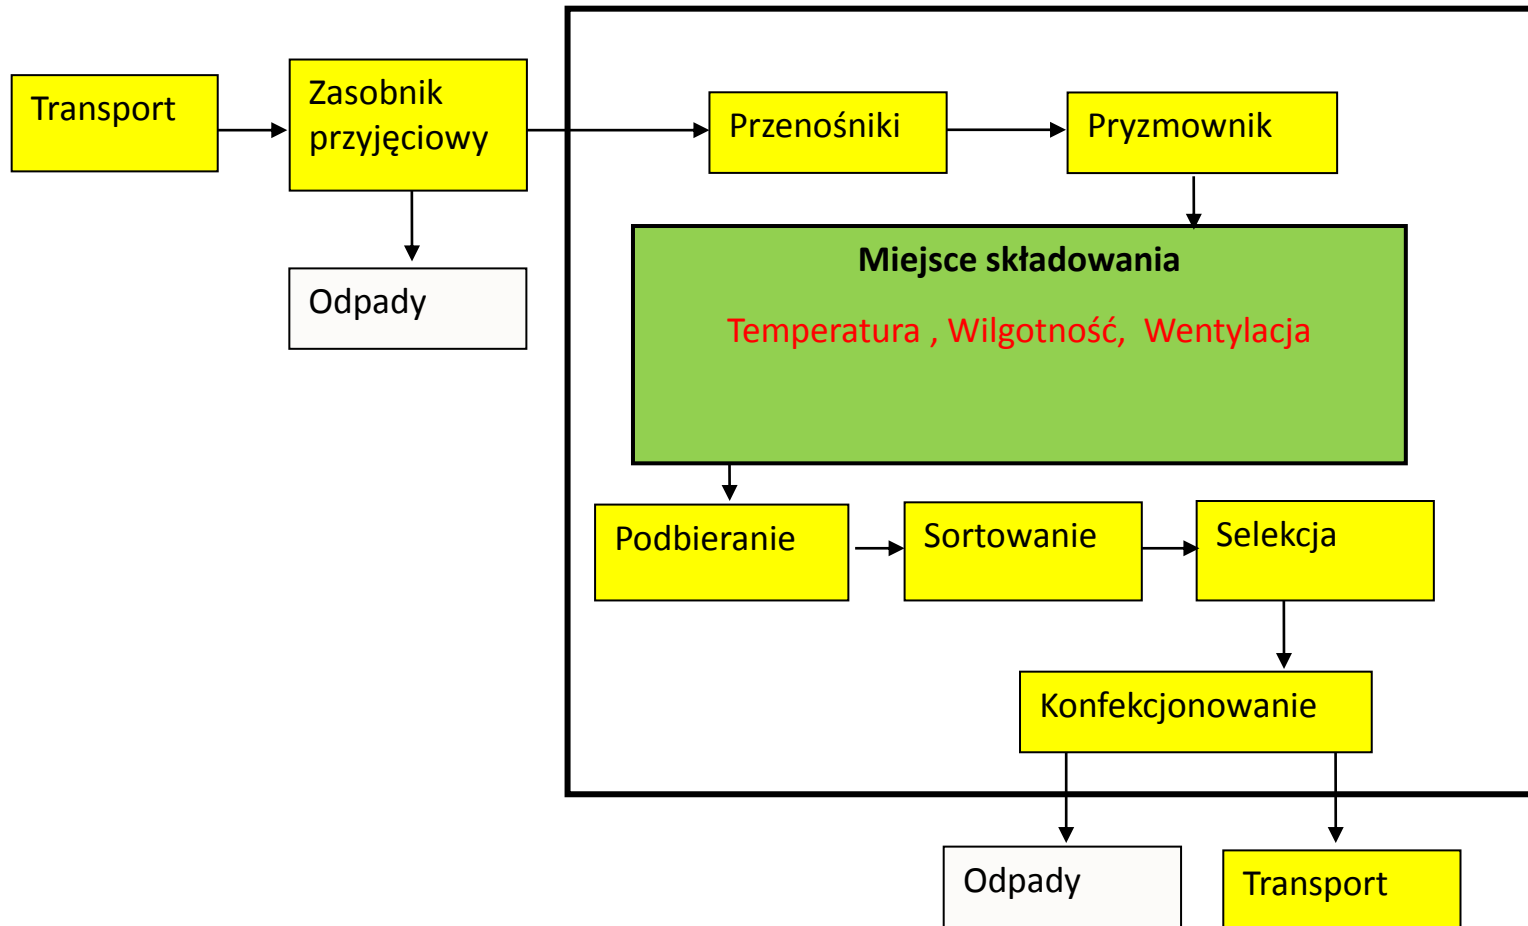 Transport
Zasobnik
przyjęciowy
Przenośniki
Pryzmownik
Odpady
Miejsce składowania
Temperatura , Wilgotność, Wentylacja
Podbieranie
Sortowanie
Selekcja
Konfekcjonowanie
Odpady
Transport